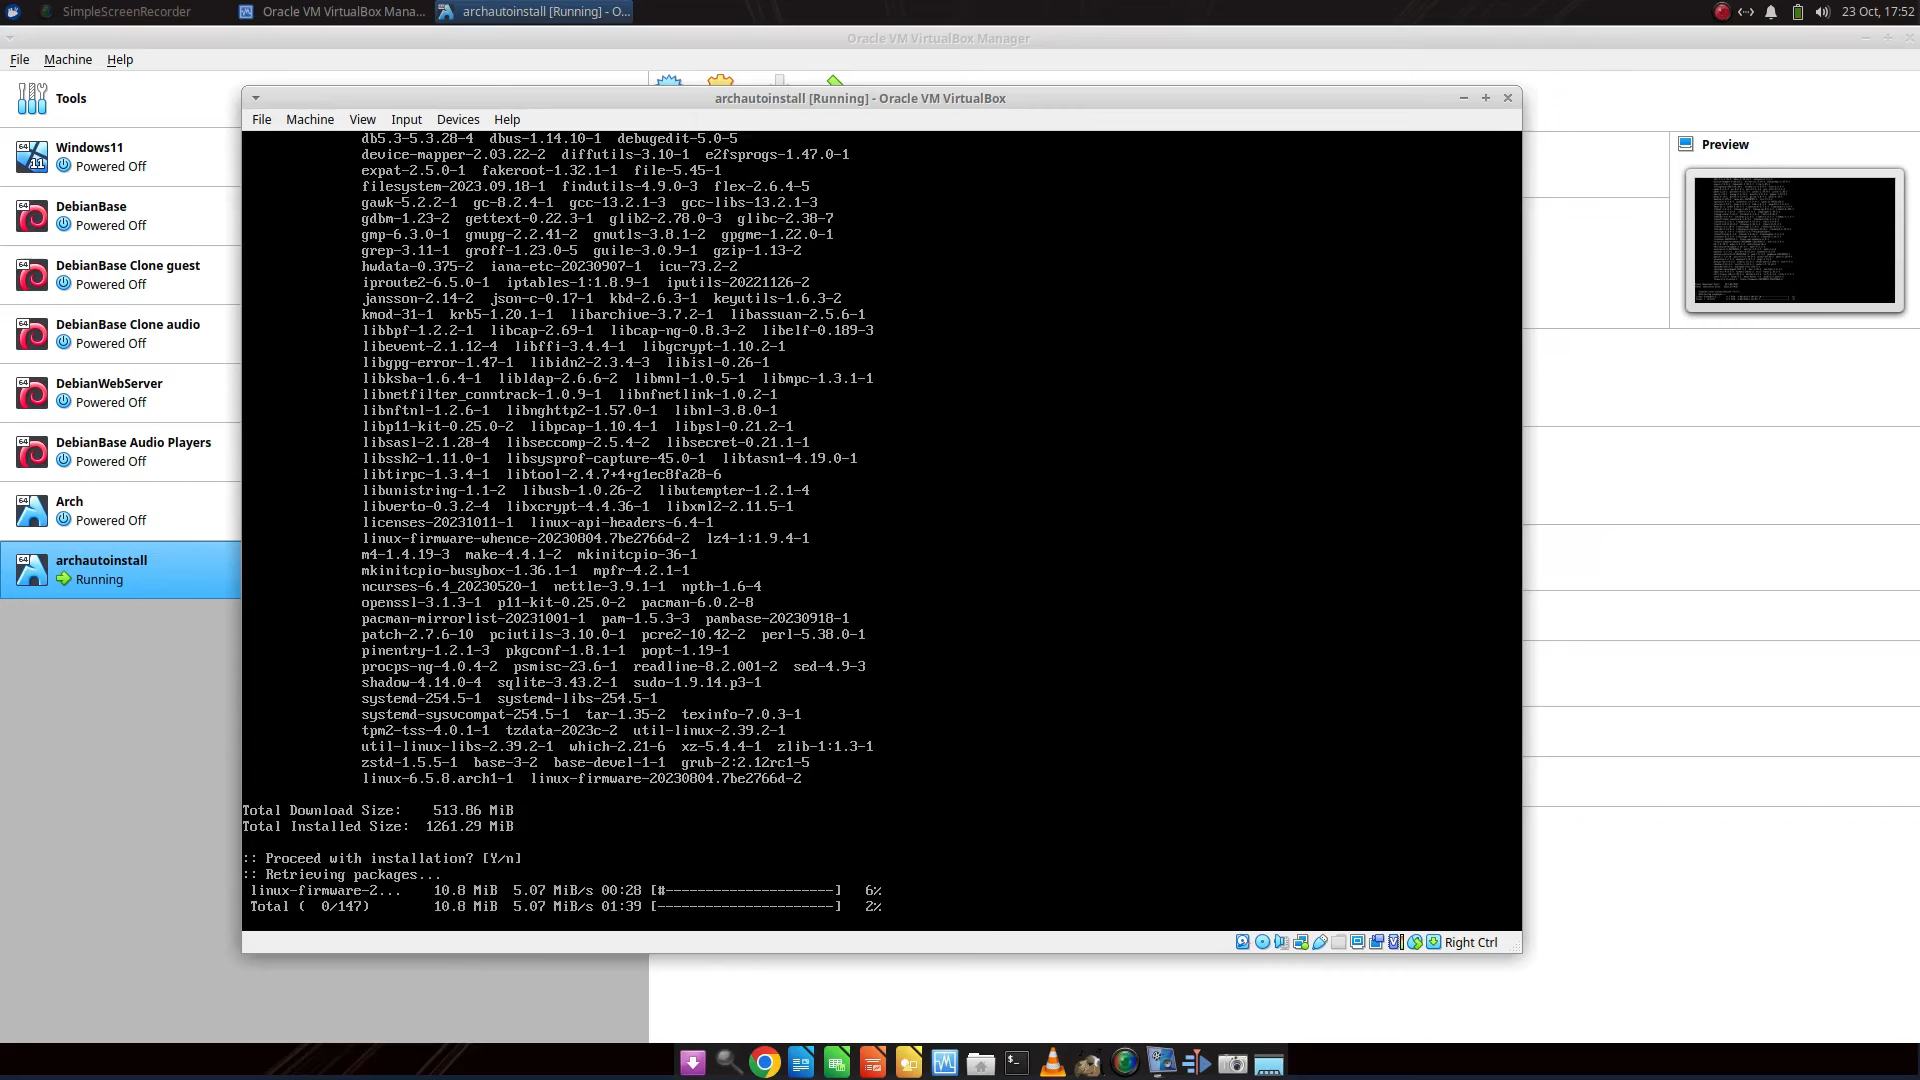 SimpleScreenRecorder
Oracle VM VirtualBox Mana...
archautoinstall [Running] - O...
23 Oct, 17:52
Oracle VM VirtualBox Manager
File Machine Help
Tools
Windows11
Powered Off
DebianBase
Powered Off
DebianBase Clone guest
Powered Off
DebianBase Clone audio
Powered Off
DebianWebServer
Powered Off
DebianBase Audio Players
Powered Off
Arch
Powered Off
archautoinstall
Running
Preview
archautoinstall [Running] - Oracle VM VirtualBox
File Machine View Input Devices Help
db5.3-5.3.28-4 dbus-1.14.10-1 debugedit-5.0-5
device-mapper-2.03.22-2 diffutils-3.10-1 e2fsprogs-1.47.0-1
expat-2.5.0-1 fakeroot-1.32.1-1 file-5.45-1
filesystem-2023.09.18-1 findutils-4.9.0-3 flex-2.6.4-5
gawk-5.2.2-1 gc-8.2.4-1 gcc-13.2.1-3 gcc-libs-13.2.1-3
gdbm-1.23-2 gettext-0.22.3-1 glib2-2.78.0-3 glibc-2.38-7
gmp-6.3.0-1 gnupg-2.2.41-2 gnutls-3.8.1-2 gpgme-1.22.0-1
grep-3.11-1 groff-1.23.0-5 guile-3.0.9-1 gzip-1.13-2
hwdata-0.375-2 iana-etc-20230907-1 icu-73.2-2
iproute2-6.5.0-1 iptables-1:1.8.9-1 iputils-20221126-2
jansson-2.14-2 json-c-0.17-1 kbd-2.6.3-1 keyutils-1.6.3-2
kmod-31-1 krb5-1.20.1-1 libarchive-3.7.2-1 libassuan-2.5.6-1
libbpf-1.2.2-1 libcap-2.69-1 libcap-ng-0.8.3-2 libelf-0.189-3
libevent-2.1.12-4 libffi-3.4.4-1 libgcrypt-1.10.2-1
libgpg-error-1.47-1 libidn2-2.3.4-3 libisl-0.26-1
libksba-1.6.4-1 libldap-2.6.6-2 libmnl-1.0.5-1 libmpc-1.3.1-1
libnetfilter_conntrack-1.0.9-1 libnfnetlink-1.0.2-1
libnftnl-1.2.6-1 libnghttp2-1.57.0-1 libnl-3.8.0-1
libp11-kit-0.25.0-2 libpcap-1.10.4-1 libpsl-0.21.2-1
libsasl-2.1.28-4 libseccomp-2.5.4-2 libsecret-0.21.1-1
libssh2-1.11.0-1 libsysprof-capture-45.0-1 libtasn1-4.19.0-1
libtirpc-1.3.4-1 libtool-2.4.7+4+g1ec8fa28-6
libunistring-1.1-2 libusb-1.0.26-2 libutempter-1.2.1-4
libverto-0.3.2-4 libxcrypt-4.4.36-1 libxml2-2.11.5-1
licenses-20231011-1 linux-api-headers-6.4-1
linux-firmware-whence-20230804.7be2766d-2 lz4-1:1.9.4-1
m4-1.4.19-3 make-4.4.1-2 mkinitcpio-36-1
mkinitcpio-busybox-1.36.1-1 mpfr-4.2.1-1
ncurses-6.4_20230520-1 nettle-3.9.1-1 npth-1.6-4
openssl-3.1.3-1 p11-kit-0.25.0-2 pacman-6.0.2-8
pacman-mirrorlist-20231001-1 pam-1.5.3-3 pambase-20230918-1
patch-2.7.6-10 pciutils-3.10.0-1 pcre2-10.42-2 perl-5.38.0-1
pinentry-1.2.1-3 pkgconf-1.8.1-1 popt-1.19-1
procps-ng-4.0.4-2 psmisc-23.6-1 readline-8.2.001-2 sed-4.9-3
shadow-4.14.0-4 sqlite-3.43.2-1 sudo-1.9.14.p3-1
systemd-254.5-1 systemd-libs-254.5-1
systemd-sysvcompat-254.5-1 tar-1.35-2 texinfo-7.0.3-1
tpm2-tss-4.0.1-1 tzdata-2023c-2 util-linux-2.39.2-1
util-linux-libs-2.39.2-1 which-2.21-6 xz-5.4.4-1 zlib-1:1.3-1
zstd-1.5.5-1 base-3-2 base-devel-1-1 grub-2:2.12rc1-5
linux-6.5.8.arch1-1 linux-firmware-20230804.7be2766d-2
Total Download Size: 513.86 MiB
Total Installed Size: 1261.29 MiB
:: Proceed with installation? [Y/n]
:: Retrieving packages...
linux-firmware-2... 10.8 MiB 5.07 MiB/s 00:28 [#---------------------] 6%
Total ( 0/147) 10.8 MiB 5.07 MiB/s 01:39 [----------------------] 2%
Right Ctrl